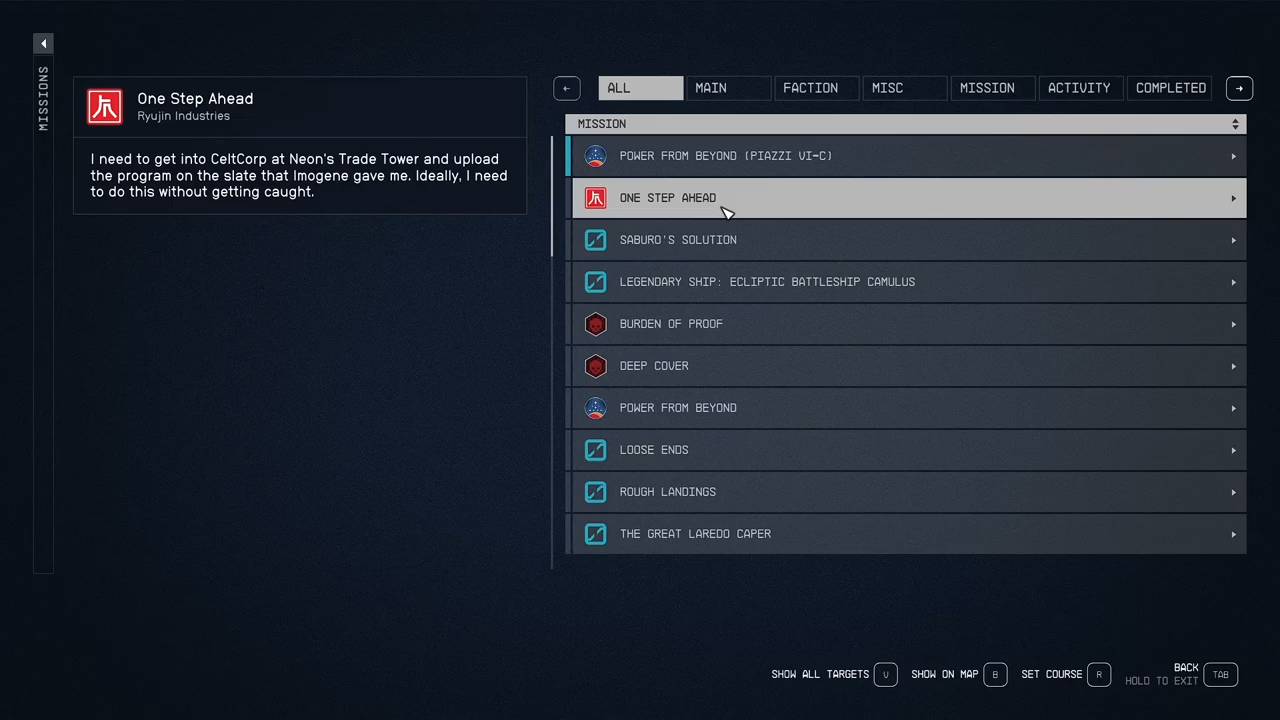 MISSIONS
One Step Ahead
Ryujin Industries
I need to get into CeltCorp at Neon's Trade Tower and upload
the program on the slate that Imogene gave me. Ideally, I need
to do this without getting caught.
ALL
MAIN
FACTION
MISC
MISSION
ACTIVITY
COMPLETED
MISSION
POWER FROM BEYOND (PIAZZI VI-C)
ONE STEP AHEAD
SABURO'S SOLUTION
LEGENDARY SHIP: ECLIPTIC BATTLESHIP CAMULUS
BURDEN OF PROOF
DEEP COVER
POWER FROM BEYOND
LOOSE ENDS
ROUGH LANDINGS
THE GREAT LAREDO CAPER
SHOW ALL TARGETS V
SHOW ON MAP B
SET COURSE R
BACK
HOLD TO EXIT TAB